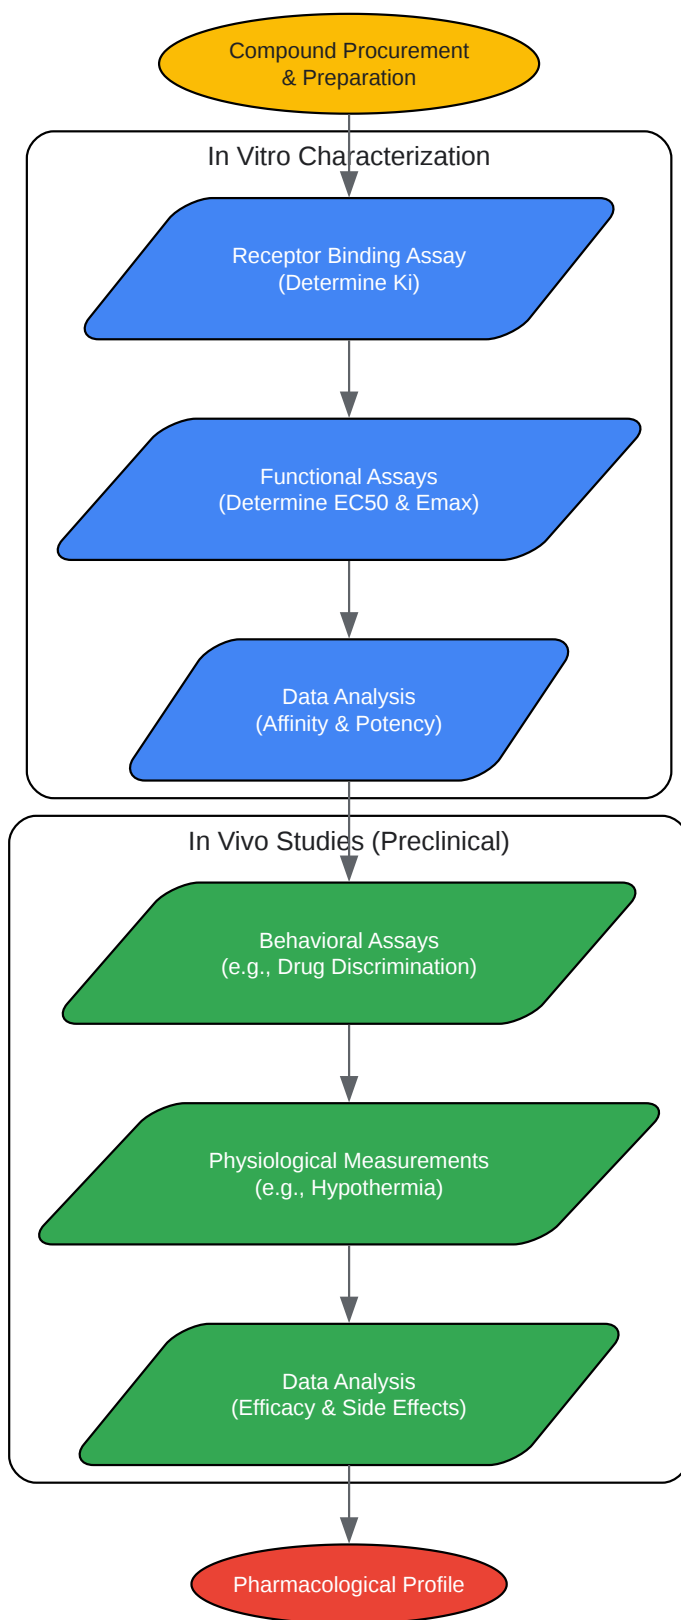 Compound Procurement
& Preparation
In Vitro Characterization
Receptor Binding Assay
(Determine Ki)
Functional Assays
(Determine EC50 & Emax)
Data Analysis
(Affinity & Potency)
In Vivo Studies (Preclinical)
Behavioral Assays
(e.g., Drug Discrimination)
Physiological Measurements
(e.g., Hypothermia)
Data Analysis
(Efficacy & Side Effects)
Pharmacological Profile